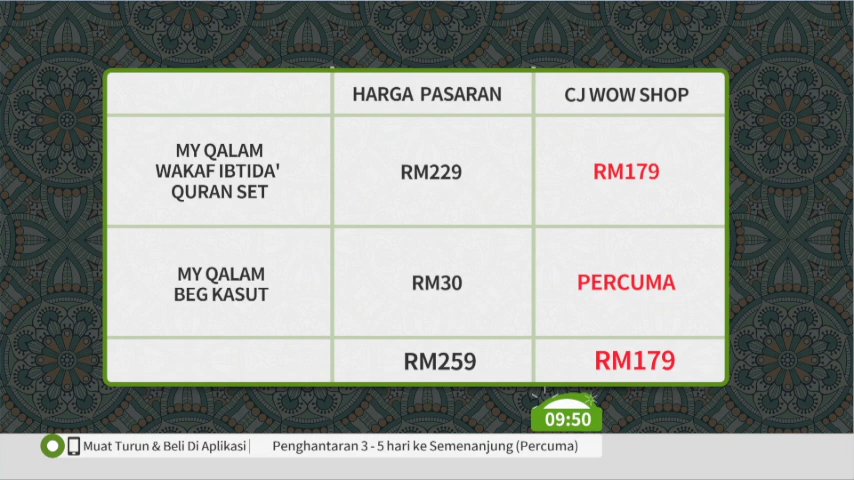 HARGA PASARAN
CJ WOW SHOP
MY QALAM
WAKAF IBTIDA'
QURAN SET
RM229
RM179
MY QALAM
BEG KASUT
RM30
PERCUMA
RM259
RM179
09:50
Muat Turun & Beli Di Aplikasi
Penghantaran 3 - 5 hari ke Semenanjung (Percuma)